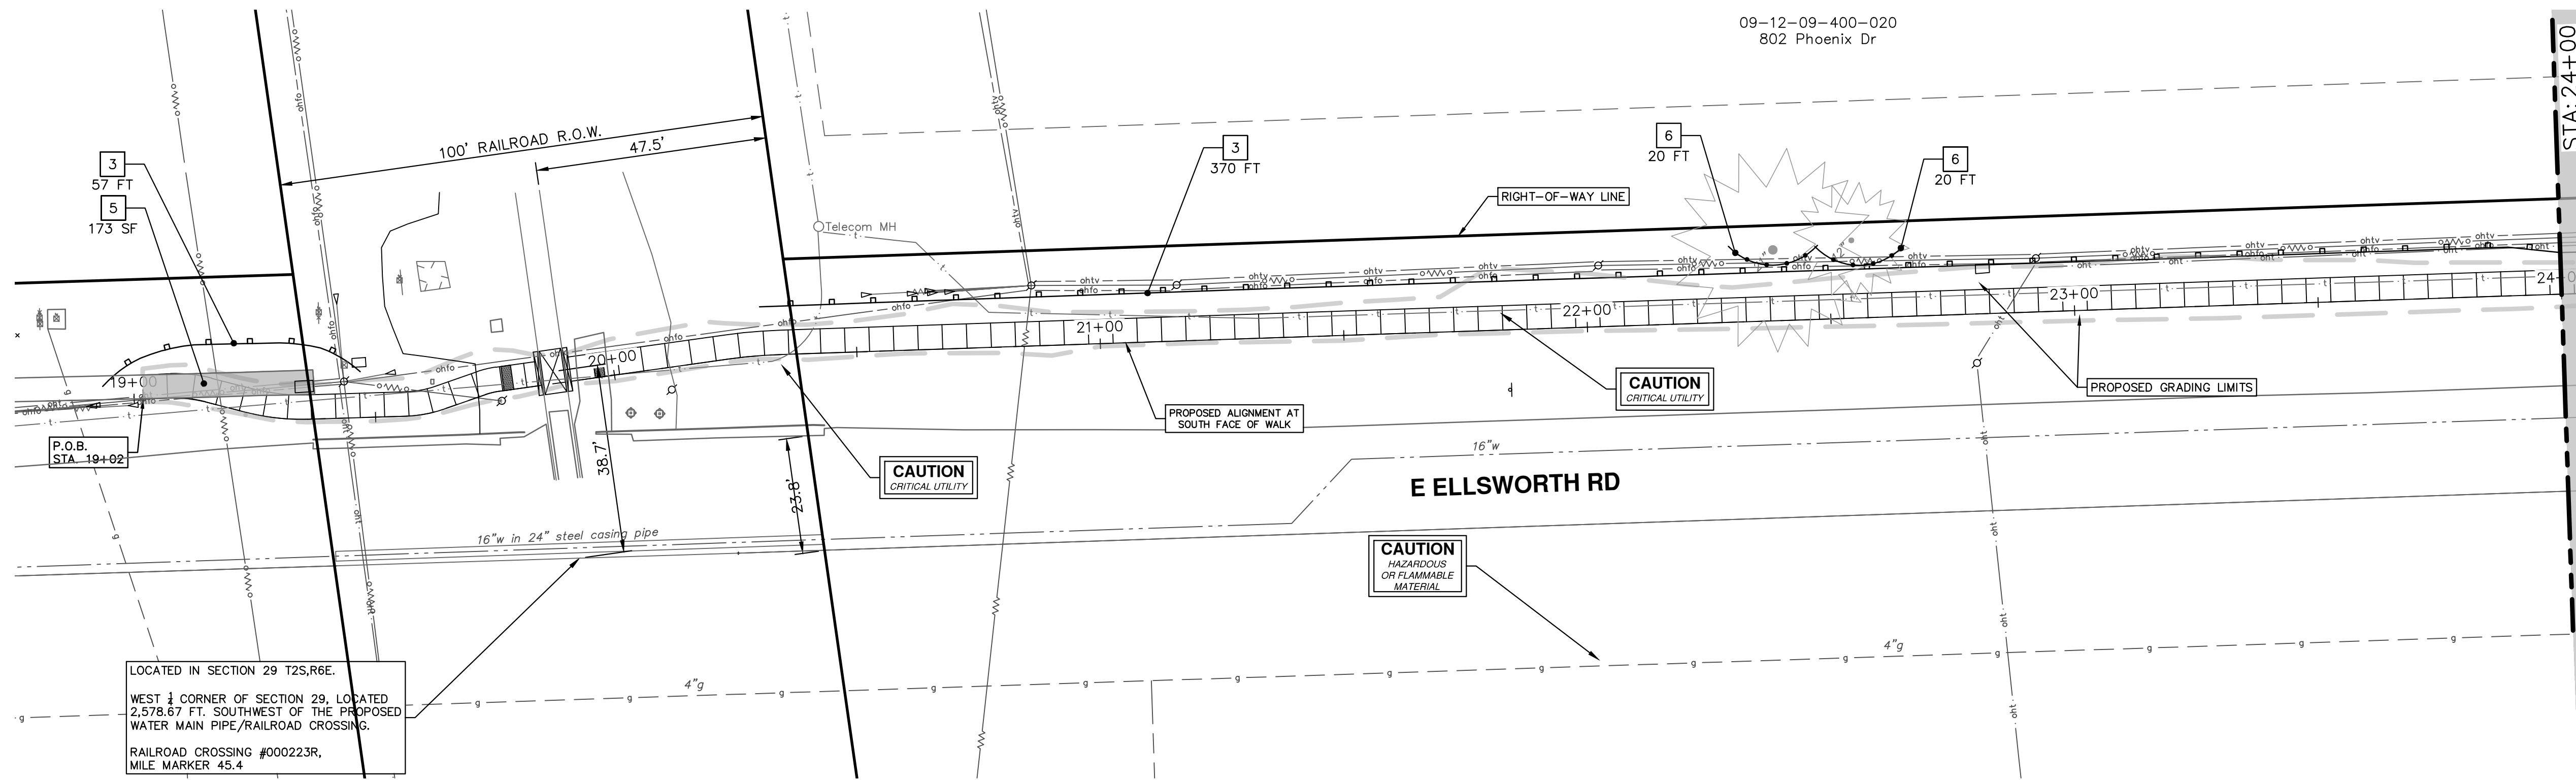 09-12-09-400-020
802 Phoenix Dr
STA: 24+00
100' RAILROAD R.O.W.
47.5'
3
57 FT
5
173 SF
3
370 FT
6
20 FT
6
20 FT
RIGHT-OF-WAY LINE
Telecom MH
19+00
20+00
21+00
22+00
23+00
24+0
P.O.B.
STA. 19+02
PROPOSED ALIGNMENT AT
SOUTH FACE OF WALK
CAUTION
CRITICAL UTILITY
PROPOSED GRADING LIMITS
CAUTION
CRITICAL UTILITY
38.7'
23.8'
16"w
E ELLSWORTH RD
16"w in 24" steel casing pipe
CAUTION
HAZARDOUS
OR FLAMMABLE
MATERIAL
4"g
4"g
LOCATED IN SECTION 29 T2S,R6E.
WEST ¼ CORNER OF SECTION 29, LOCATED
2,578.67 FT. SOUTHWEST OF THE PROPOSED
WATER MAIN PIPE/RAILROAD CROSSING.
RAILROAD CROSSING #000223R,
MILE MARKER 45.4